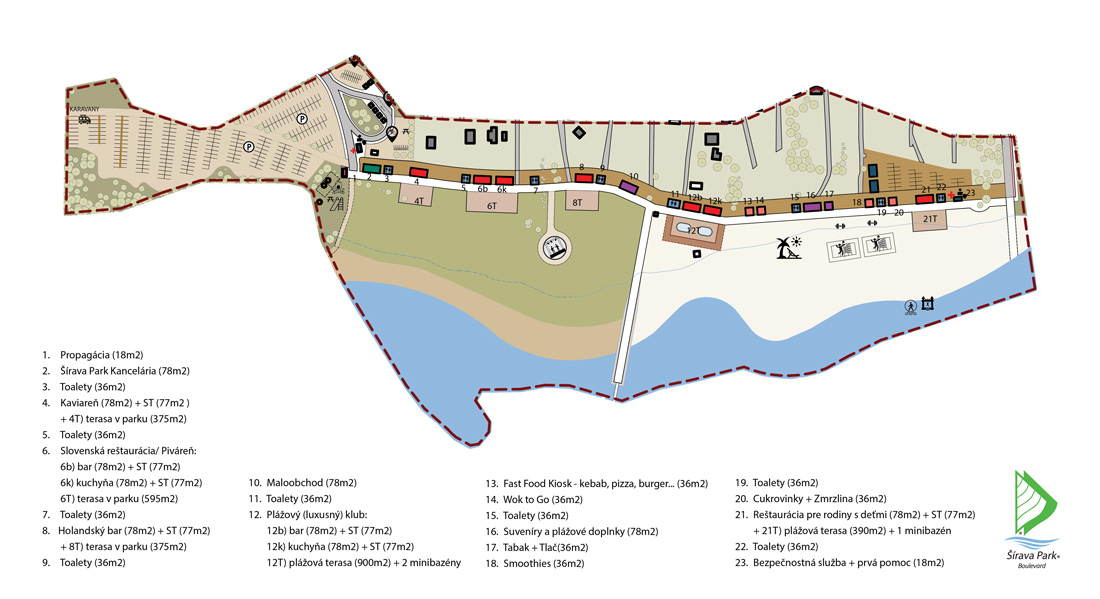 KARAVANY
P
P
1
2
3
4
4T
5
6b
6k
6T
7
8
8T
9
10
11
12b
12k
12T
13
14
15
16
17
18
19
20
21
21T
22
23
1. Propagácia (18m2)
2. Šírava Park Kancelária (78m2)
3. Toalety (36m2)
4. Kaviareň (78m2) + ST (77m2 )
+ 4T) terasa v parku (375m2)
5. Toalety (36m2)
6. Slovenská reštaurácia/ Piváreň:
6b) bar (78m2) + ST (77m2)
6k) kuchyňa (78m2) + ST (77m2)
6T) terasa v parku (595m2)
7. Toalety (36m2)
8. Holandský bar (78m2) + ST (77m2)
+ 8T) terasa v parku (375m2)
9. Toalety (36m2)
10. Maloobchod (78m2)
11. Toalety (36m2)
12. Plážový (luxusný) klub:
12b) bar (78m2) + ST (77m2)
12k) kuchyňa (78m2) + ST (77m2)
12T) plážová terasa (900m2) + 2 minibazény
13. Fast Food Kiosk - kebab, pizza, burger... (36m2)
14. Wok to Go (36m2)
15. Toalety (36m2)
16. Suveníry a plážové doplnky (78m2)
17. Tabak + Tlač(36m2)
18. Smoothies (36m2)
19. Toalety (36m2)
20. Cukrovinky + Zmrzlina (36m2)
21. Reštaurácia pre rodiny s deťmi (78m2) + ST (77m2)
+ 21T) plážová terasa (390m2) + 1 minibazén
22. Toalety (36m2)
23. Bezpečnostná služba + prvá pomoc (18m2)
Šírava Park
Boulevard